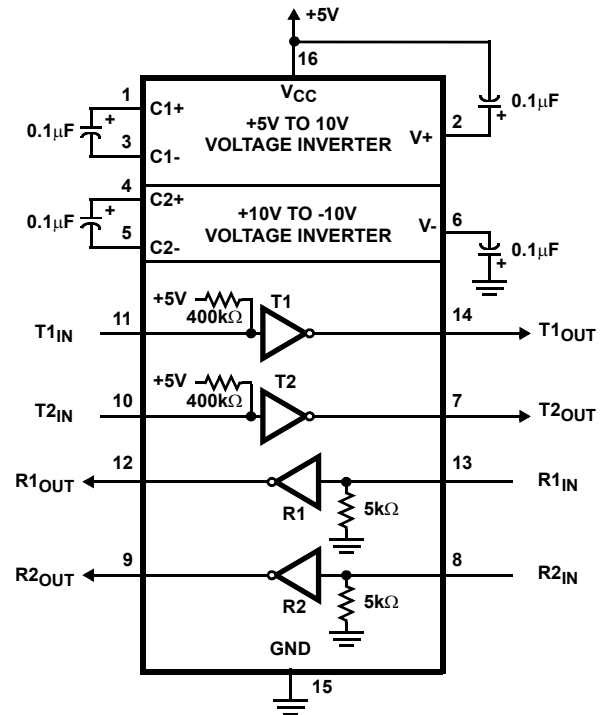 +5V
16
VCC
1
C1+
+
0.1μF
3
C1-
+5V TO 10V
VOLTAGE INVERTER
V+
2
+
0.1μF
4
C2+
+
0.1μF
5
C2-
+10V TO -10V
VOLTAGE INVERTER
V-
6
+
0.1μF
+5V
400kΩ
T1
T1IN
11
14
T1OUT
+5V
400kΩ
T2
T2IN
10
7
T2OUT
R1OUT
12
R1
5kΩ
13
R1IN
R2OUT
9
R2
5kΩ
8
R2IN
GND
15